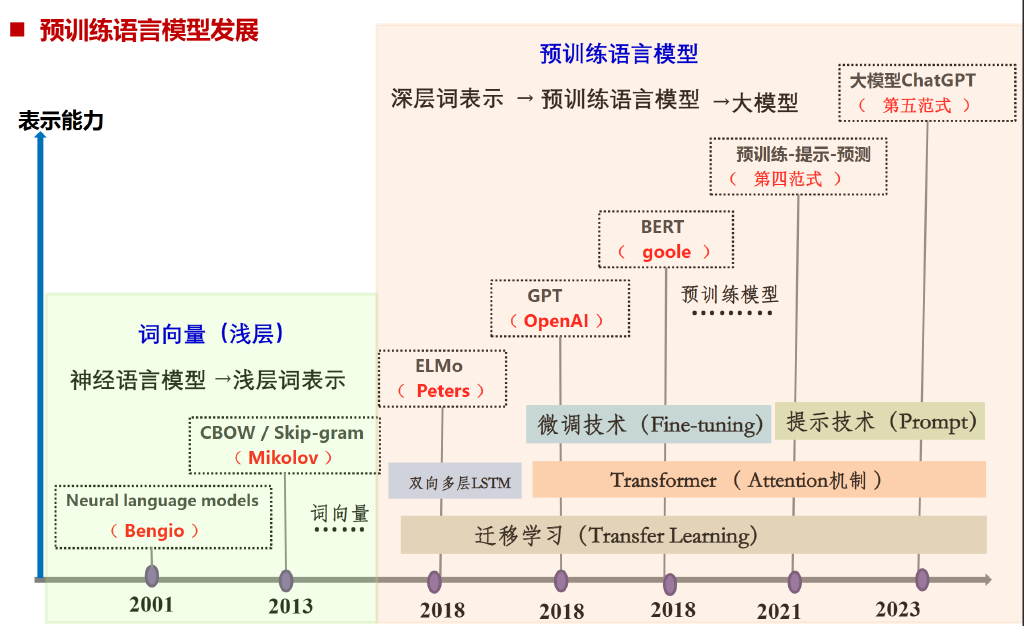 预训练语言模型发展
预训练语言模型
深层词表示 → 预训练语言模型 →大模型
大模型ChatGPT
（ 第五范式 ）
表示能力
预训练-提示-预测
（ 第四范式 ）
BERT
（ goole ）
预训练模型
GPT
（ OpenAI ）
词向量（浅层）
神经语言模型 →浅层词表示
ELMo
（ Peters ）
CBOW / Skip-gram
（ Mikolov ）
微调技术（Fine-tuning)
提示技术（Prompt)
双向多层LSTM
Transformer （ Attention机制 ）
Neural language models
（ Bengio ）
词向量
迁移学习（Transfer Learning)
2001
2013
2018
2018
2018
2021
2023